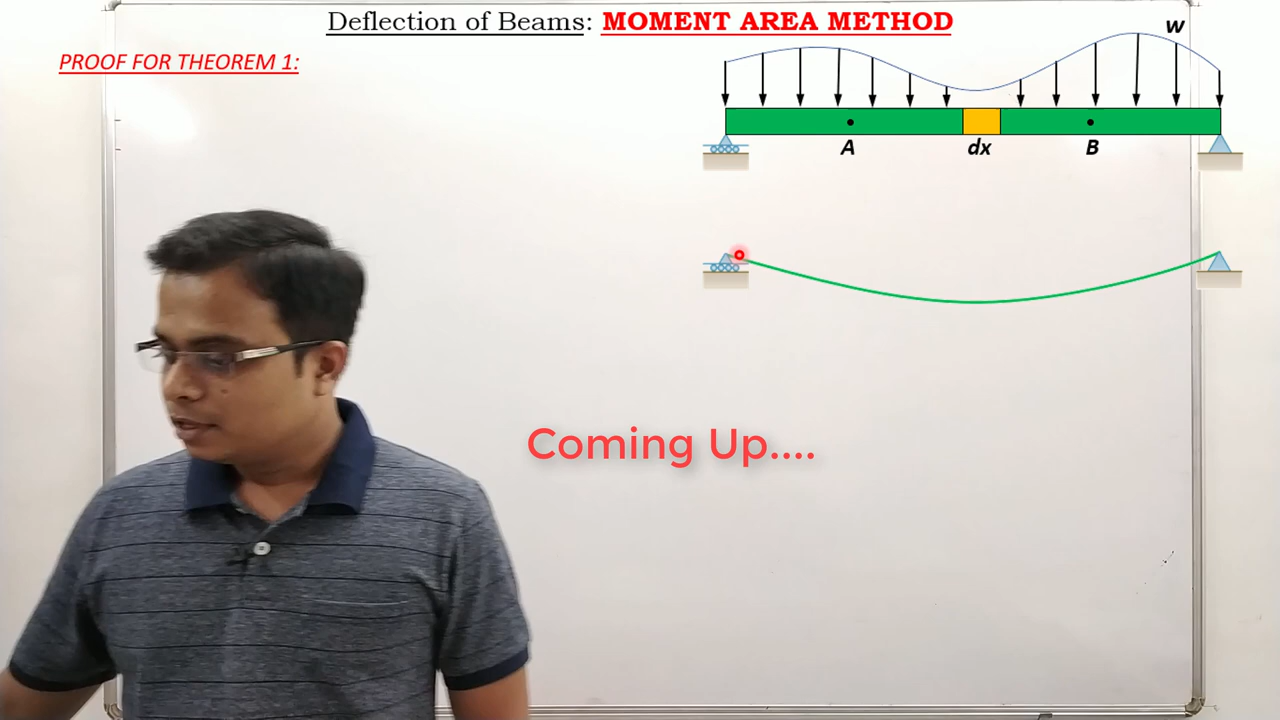 Deflection of Beams: MOMENT AREA METHOD
PROOF FOR THEOREM 1:
w
A
dx
B
Coming Up....